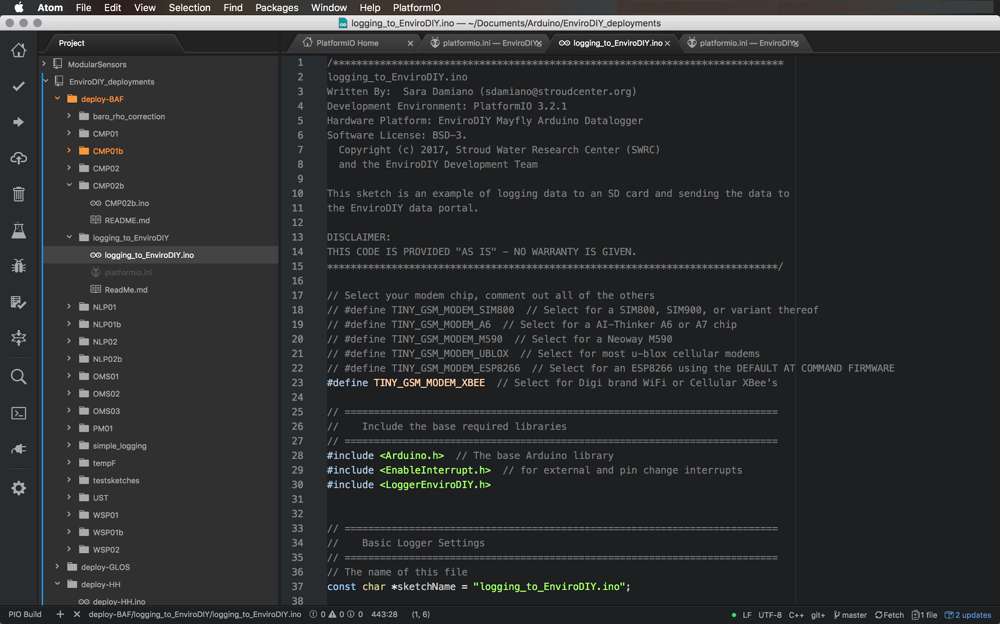 Atom File Edit View Selection Find Packages Window Help PlatformIO
logging_to_EnviroDIY.ino — ~/Documents/Arduino/EnviroDIY_deployments
Project
PlatformIO Home
platformio.ini — EnviroDIY
logging_to_EnviroDIY.ino
platformio.ini — EnviroDIY
ModularSensors
EnviroDIY_deployments
deploy-BAF
baro_rho_correction
CMP01
CMP01b
CMP02
CMP02b
CMP02b.ino
README.md
logging_to_EnviroDIY
logging_to_EnviroDIY.ino
platformio.ini
ReadMe.md
NLP01
NLP01b
NLP02
NLP02b
OMS01
OMS02
OMS03
PM01
simple_logging
tempF
testsketches
UST
WSP01
WSP01b
WSP02
deploy-GLOS
deploy-HH
deploy-HH.ino
1 /*****************************************************************************
2 logging_to_EnviroDIY.ino
3 Written By:  Sara Damiano (sdamiano@stroudcenter.org)
4 Development Environment: PlatformIO 3.2.1
5 Hardware Platform: EnviroDIY Mayfly Arduino Datalogger
6 Software License: BSD-3.
7   Copyright (c) 2017, Stroud Water Research Center (SWRC)
8   and the EnviroDIY Development Team
9
10 This sketch is an example of logging data to an SD card and sending the data to
11 the EnviroDIY data portal.
12
13 DISCLAIMER:
14 THIS CODE IS PROVIDED "AS IS" - NO WARRANTY IS GIVEN.
15 *****************************************************************************/
16
17 // Select your modem chip, comment out all of the others
18 // #define TINY_GSM_MODEM_SIM800  // Select for a SIM800, SIM900, or variant thereof
19 // #define TINY_GSM_MODEM_A6  // Select for a AI-Thinker A6 or A7 chip
20 // #define TINY_GSM_MODEM_M590  // Select for a Neoway M590
21 // #define TINY_GSM_MODEM_UBLOX  // Select for most u-blox cellular modems
22 // #define TINY_GSM_MODEM_ESP8266  // Select for an ESP8266 using the DEFAULT AT COMMAND FIRMWARE
23 #define TINY_GSM_MODEM_XBEE  // Select for Digi brand WiFi or Cellular XBee's
24
25 // ==========================================================================
26 //    Include the base required libraries
27 // ==========================================================================
28 #include <Arduino.h>  // The base Arduino library
29 #include <EnableInterrupt.h>  // for external and pin change interrupts
30 #include <LoggerEnviroDIY.h>
31
32
33 // ==========================================================================
34 //    Basic Logger Settings
35 // ==========================================================================
36 // The name of this file
37 const char *sketchName = "logging_to_EnviroDIY.ino";
38
PIO Build + × deploy-BAF/logging_to_EnviroDIY/logging_to_EnviroDIY.ino 0 0 0 443:28 (1, 6) LF UTF-8 C++ git+ master Fetch 1 file 2 updates